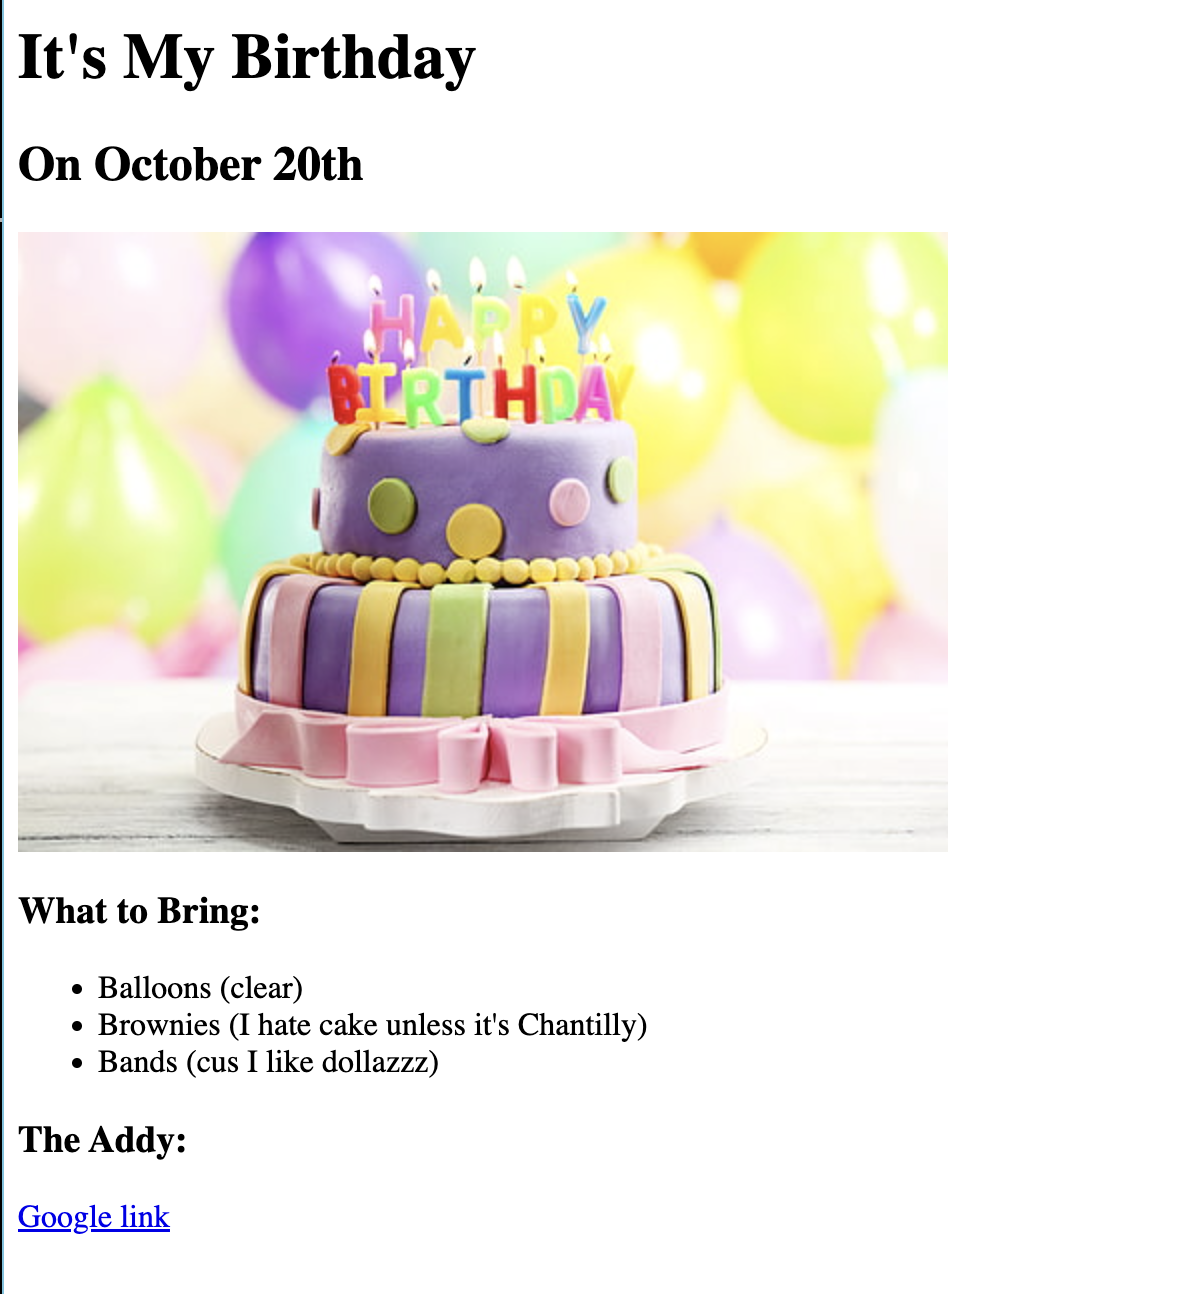 It's My Birthday
On October 20th
HAPPY
BIRTHDAY
What to Bring:
Balloons (clear)
Brownies (I hate cake unless it's Chantilly)
Bands (cus I like dollazzz)
The Addy:
Google link